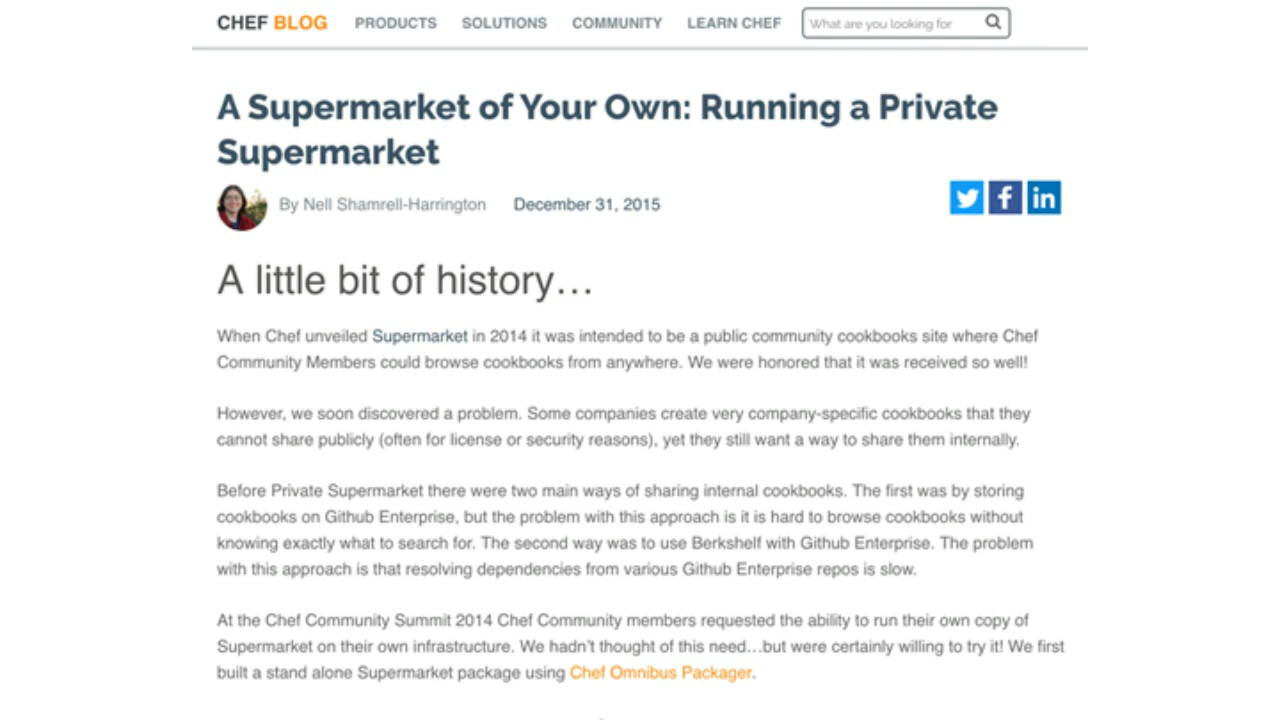 CHEF BLOG PRODUCTS SOLUTIONS COMMUNITY LEARN CHEF What are you looking for
A Supermarket of Your Own: Running a Private
Supermarket
By Nell Shamrell-Harrington December 31, 2015
A little bit of history…
When Chef unveiled Supermarket in 2014 it was intended to be a public community cookbooks site where Chef
Community Members could browse cookbooks from anywhere. We were honored that it was received so well!
However, we soon discovered a problem. Some companies create very company-specific cookbooks that they
cannot share publicly (often for license or security reasons), yet they still want a way to share them internally.
Before Private Supermarket there were two main ways of sharing internal cookbooks. The first was by storing
cookbooks on Github Enterprise, but the problem with this approach is it is hard to browse cookbooks without
knowing exactly what to search for. The second way was to use Berkshelf with Github Enterprise. The problem
with this approach is that resolving dependencies from various Github Enterprise repos is slow.
At the Chef Community Summit 2014 Chef Community members requested the ability to run their own copy of
Supermarket on their own infrastructure. We hadn't thought of this need…but were certainly willing to try it! We first
built a stand alone Supermarket package using Chef Omnibus Packager.